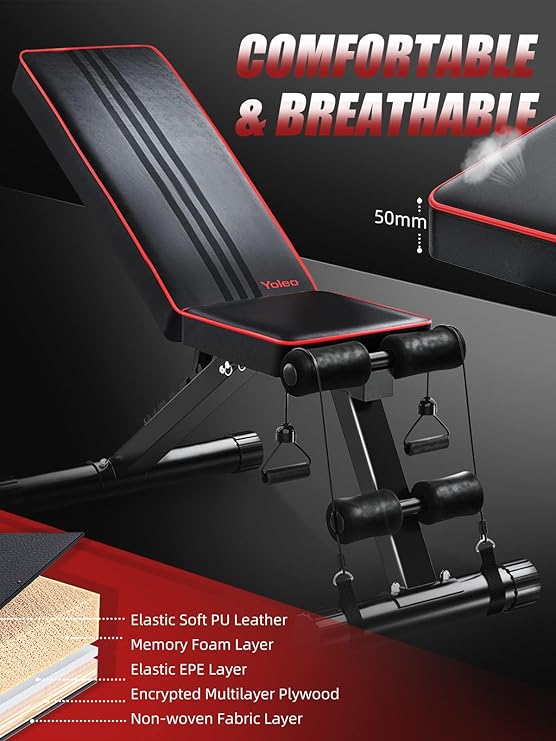 COMFORTABLE
& BREATHABLE
50mm
Yoleo
Elastic Soft PU Leather
Memory Foam Layer
Elastic EPE Layer
Encrypted Multilayer Plywood
Non-woven Fabric Layer